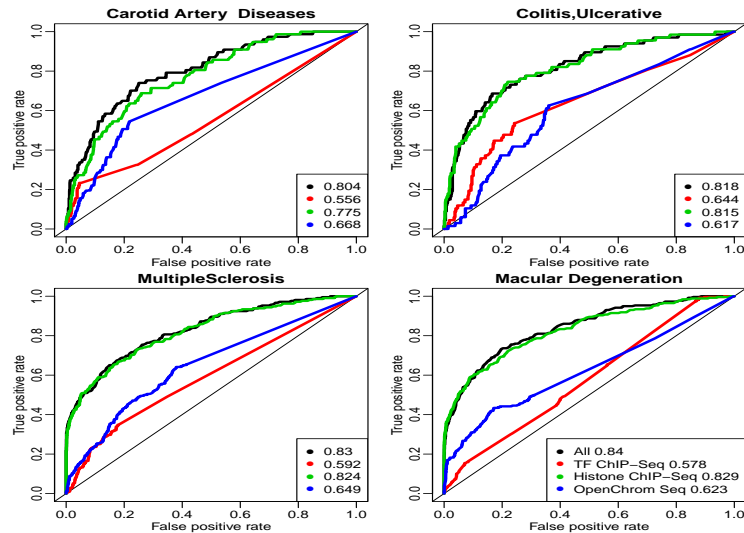 Carotid Artery Diseases
True positive rate
1.0
0.8
0.6
0.4
0.2
0.0
0.804
0.556
0.775
0.668
0.0 0.2 0.4 0.6 0.8 1.0
False positive rate
Colitis,Ulcerative
True positive rate
1.0
0.8
0.6
0.4
0.2
0.0
0.818
0.644
0.815
0.617
0.0 0.2 0.4 0.6 0.8 1.0
False positive rate
MultipleSclerosis
True positive rate
1.0
0.8
0.6
0.4
0.2
0.0
0.83
0.592
0.824
0.649
0.0 0.2 0.4 0.6 0.8 1.0
False positive rate
Macular Degeneration
True positive rate
1.0
0.8
0.6
0.4
0.2
0.0
All 0.84
TF ChIP−Seq 0.578
Histone ChIP−Seq 0.829
OpenChrom Seq 0.623
0.0 0.2 0.4 0.6 0.8 1.0
False positive rate